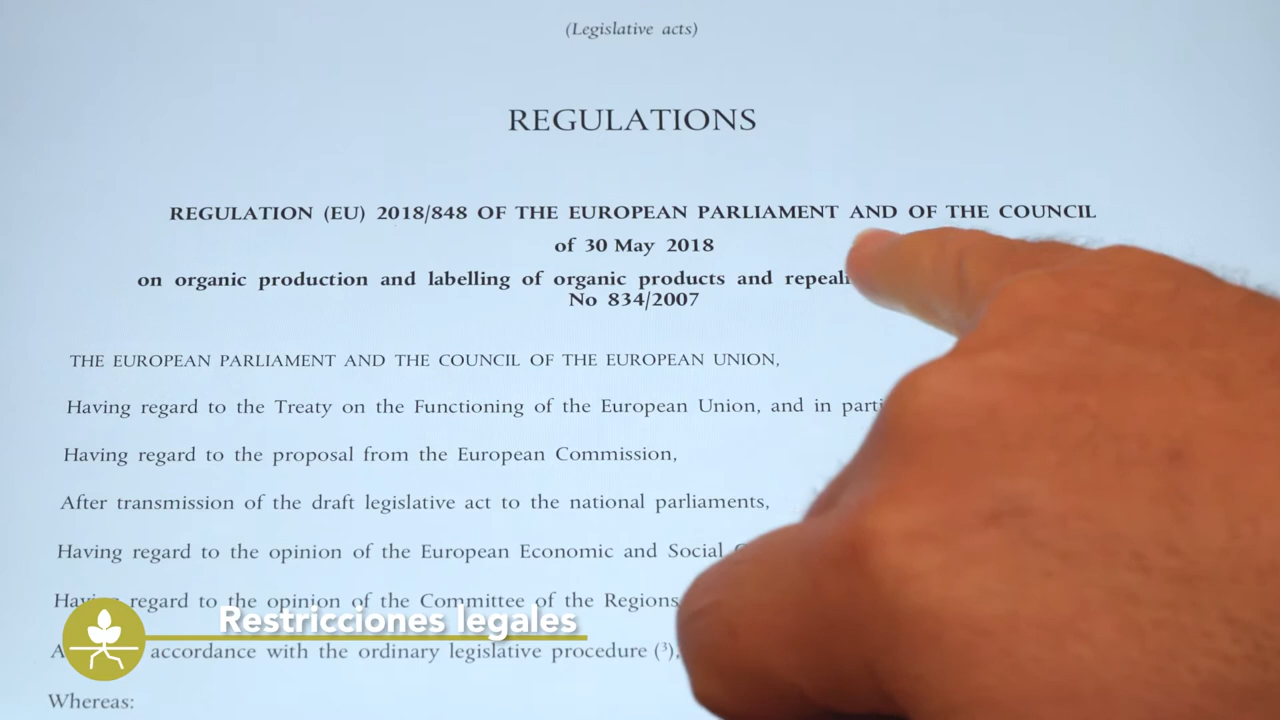 (Legislative acts)
REGULATIONS
REGULATION (EU) 2018/848 OF THE EUROPEAN PARLIAMENT AND OF THE COUNCIL
of 30 May 2018
on organic production and labelling of organic products and
No 834/2007
THE EUROPEAN PARLIAMENT AND THE COUNCIL OF THE EUROPEAN UNION,
Having regard to the Treaty on the Functioning of the European Union, and in
Having regard to the proposal from the European Commission,
After transmission of the draft legislative act to the national parliaments,
Having regard to the opinion of the European Economic and Social
regard to the opinion of the Committee of the Regions
Restricciones legales
accordance with the ordinary legislative procedure (³),
Whereas: